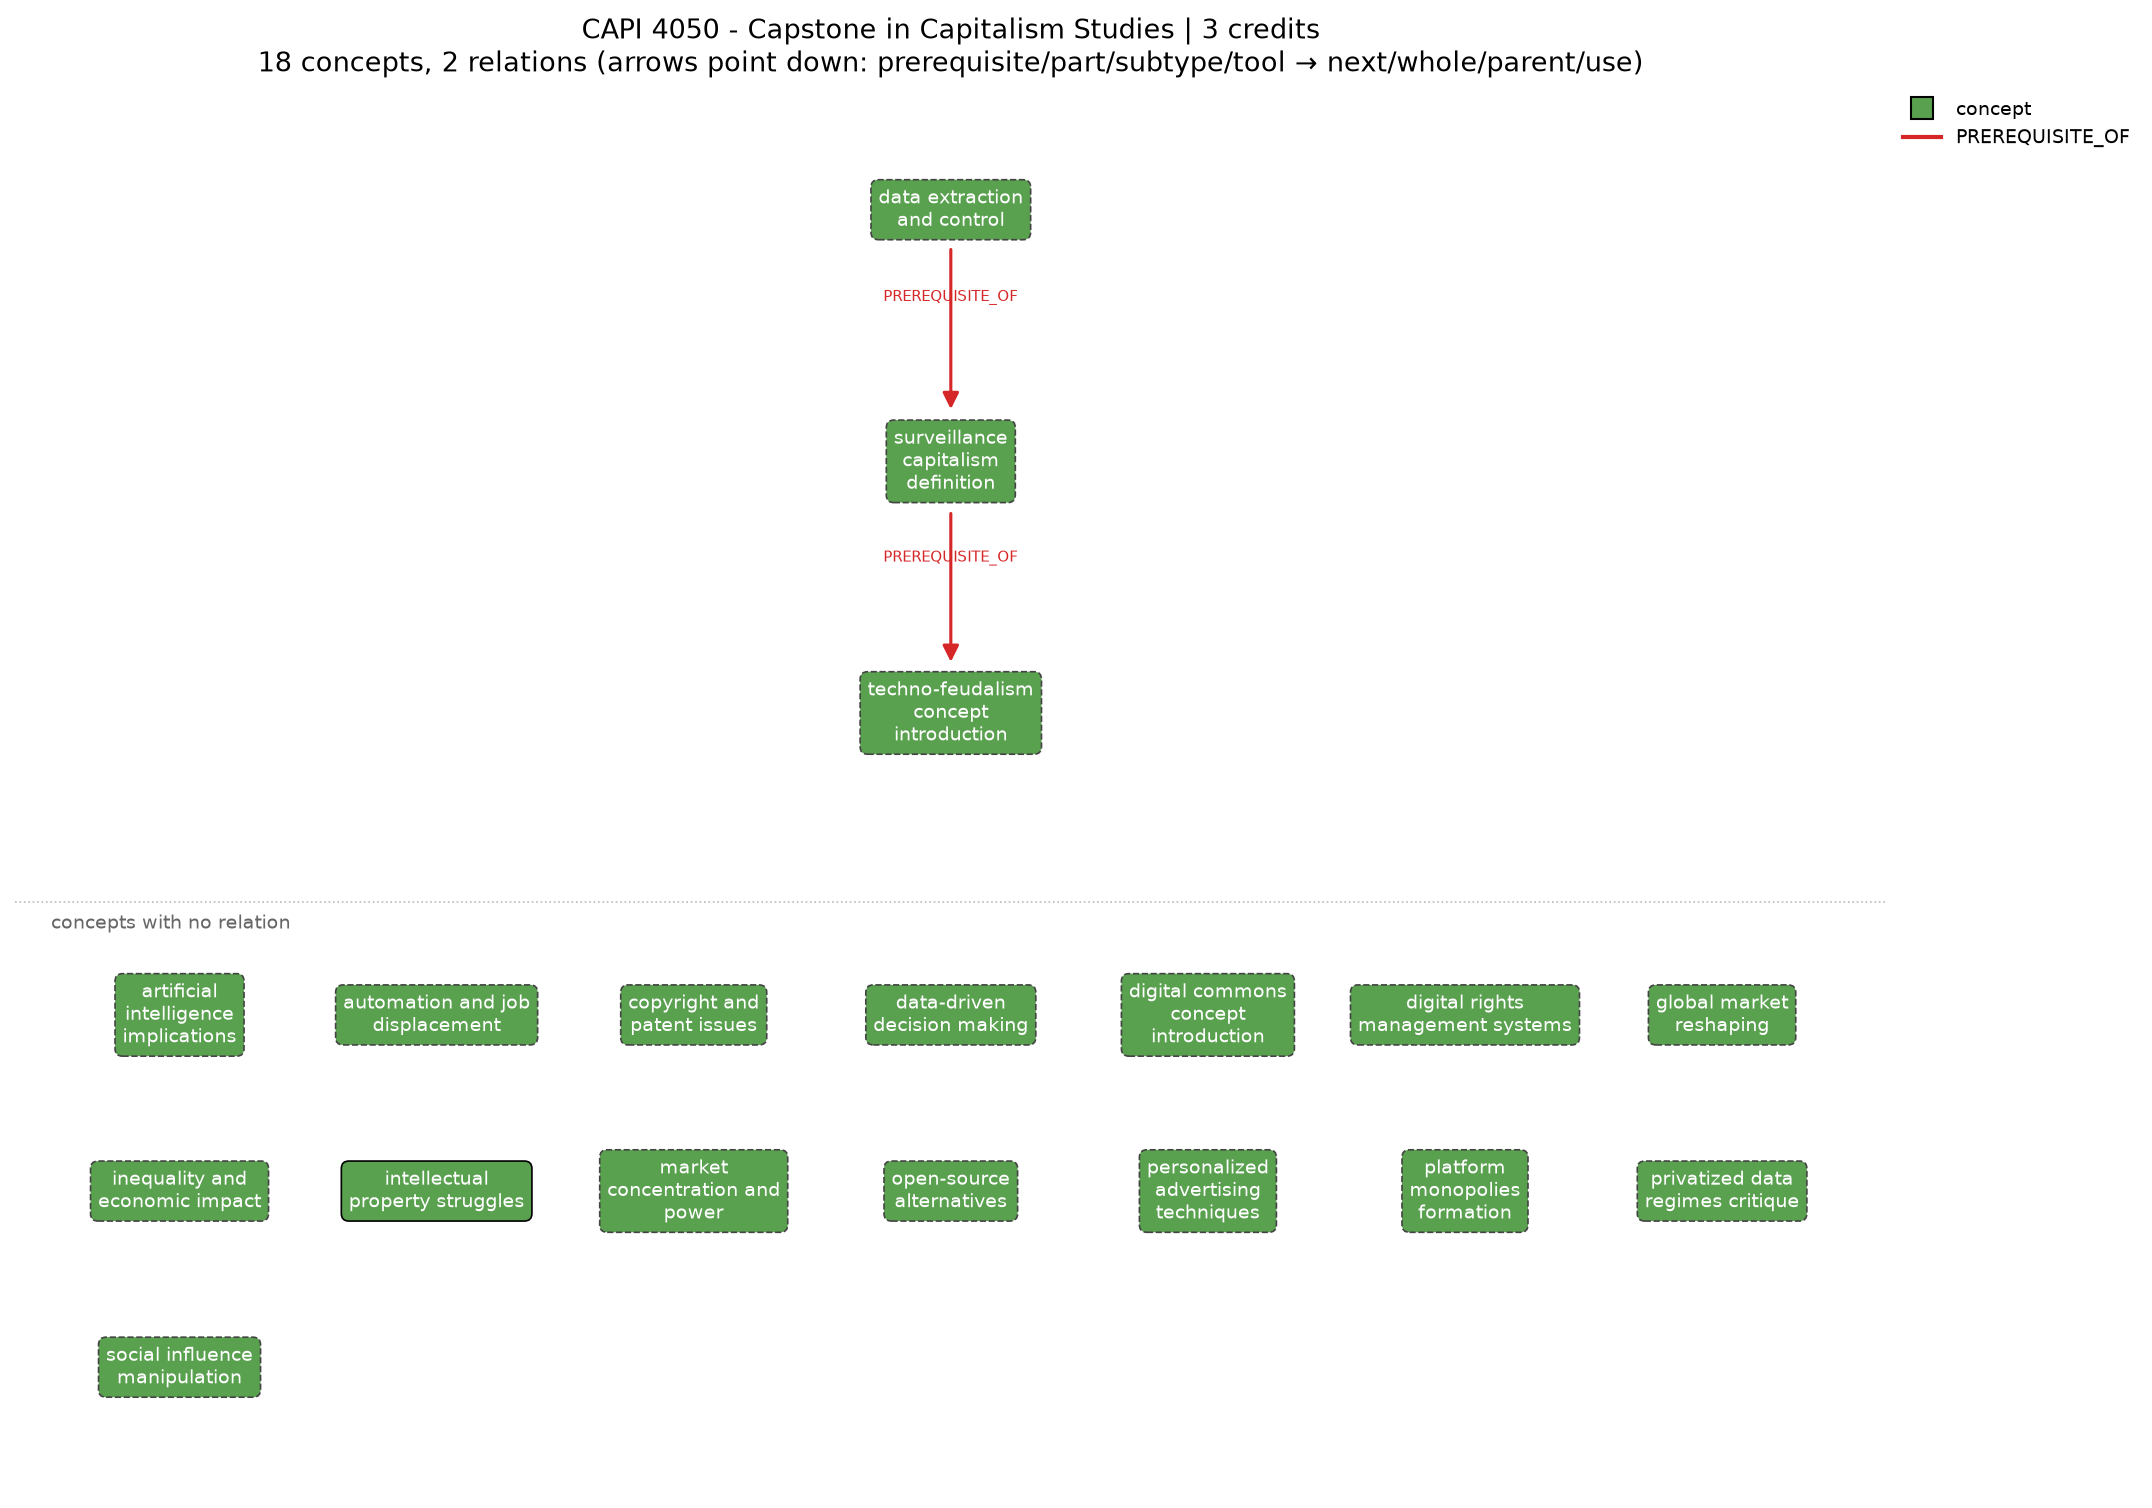 CAPI 4050 - Capstone in Capitalism Studies | 3 credits
18 concepts, 2 relations (arrows point down: prerequisite/part/subtype/tool → next/whole/parent/use)
concept
PREREQUISITE_OF
data extraction
and control
PREREQUISITE_OF
surveillance
capitalism
definition
PREREQUISITE_OF
techno-feudalism
concept
introduction
concepts with no relation
artificial
intelligence
implications
automation and job
displacement
copyright and
patent issues
data-driven
decision making
digital commons
concept
introduction
digital rights
management systems
global market
reshaping
inequality and
economic impact
intellectual
property struggles
market
concentration and
power
open-source
alternatives
personalized
advertising
techniques
platform
monopolies
formation
privatized data
regimes critique
social influence
manipulation